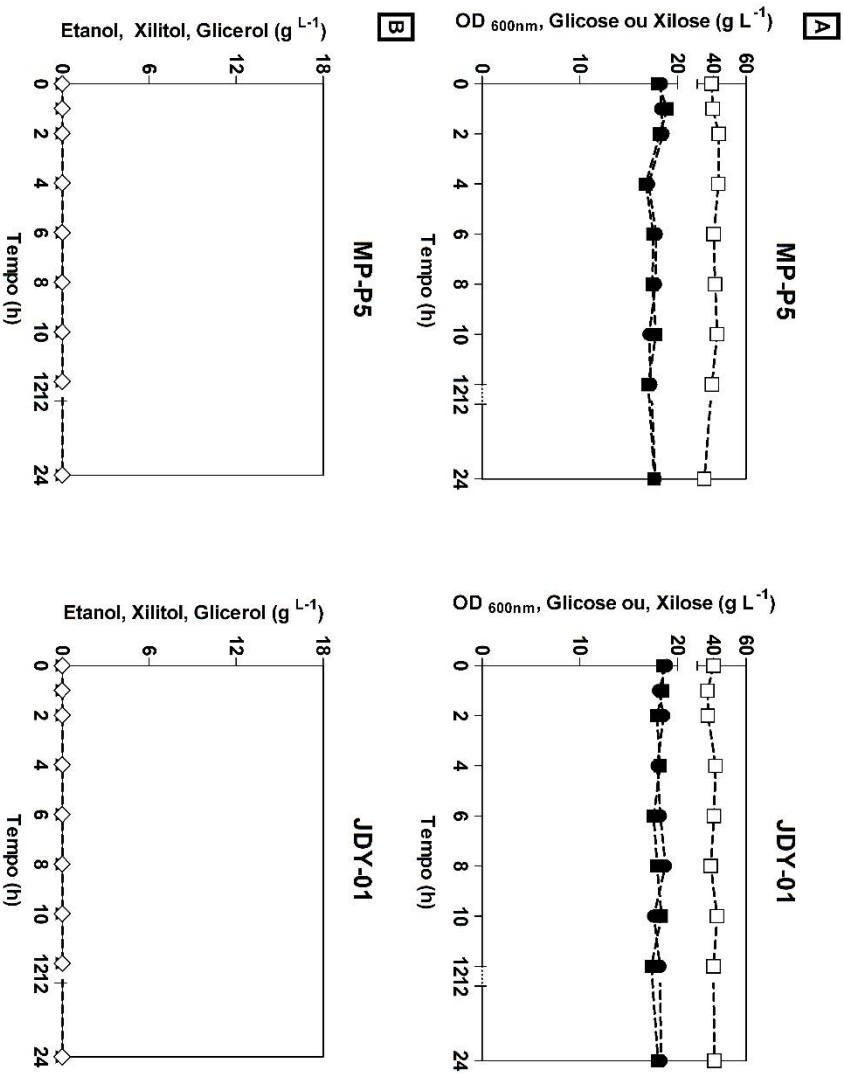 A
MP-P5
OD 600nm, Glicose ou Xilose (g L-1)
60
40
20
10
0
0 2 4 6 8 10 1212 24
Tempo (h)
JDY-01
OD 600nm, Glicose ou, Xilose (g L-1)
60
40
20
10
0
0 2 4 6 8 10 1212 24
Tempo (h)
B
MP-P5
Etanol, Xilitol, Glicerol (g L-1)
18
12
6
0
0 2 4 6 8 10 1212 24
Tempo (h)
JDY-01
Etanol, Xilitol, Glicerol (g L-1)
18
12
6
0
0 2 4 6 8 10 1212 24
Tempo (h)